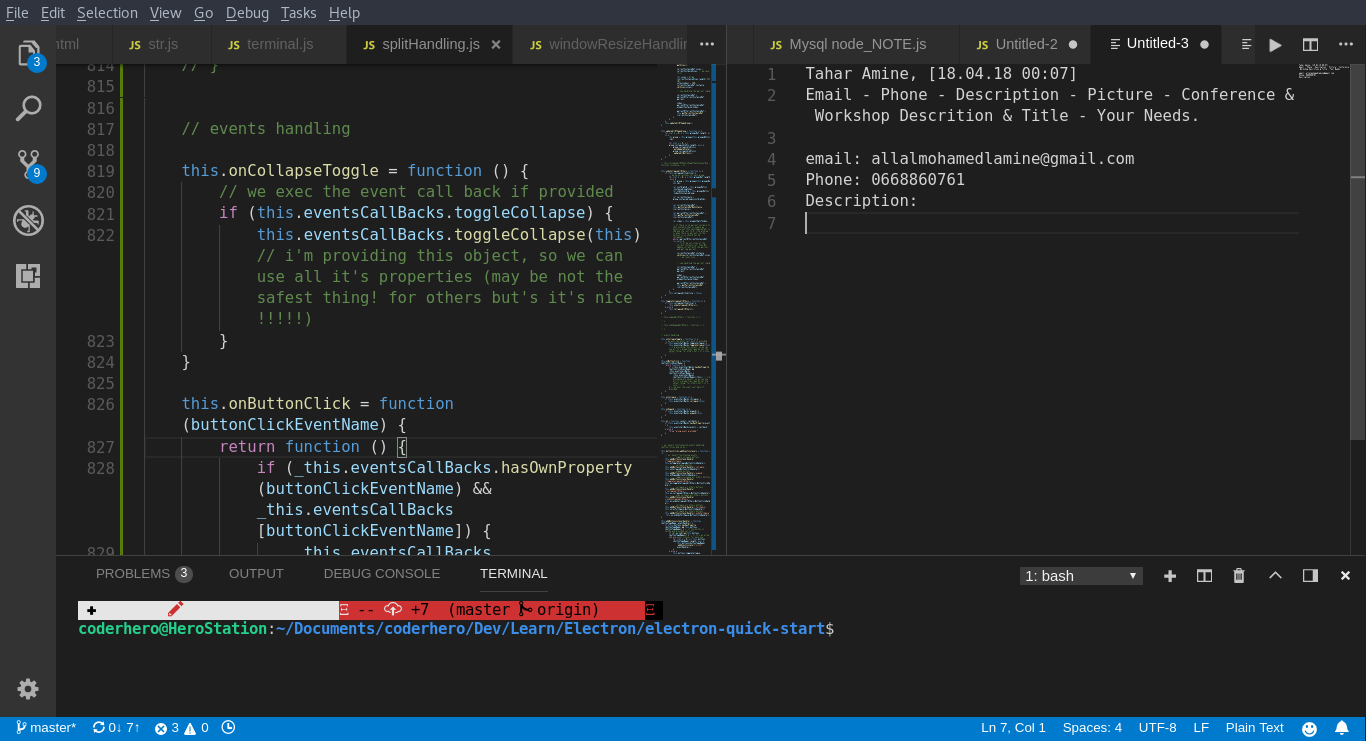 File Edit Selection View Go Debug Tasks Help
html str.js terminal.js splitHandling.js windowResizeHandlin
Mysql node_NOTE.js Untitled-2 Untitled-3
3
9
814 // }
815
816
817 // events handling
818
819 this.onCollapseToggle = function () {
820 // we exec the event call back if provided
821 if (this.eventsCallBacks.toggleCollapse) {
822 this.eventsCallBacks.toggleCollapse(this)
// i'm providing this object, so we can
use all it's properties (may be not the
safest thing! for others but's it's nice
!!!!!)
823 }
824 }
825
826 this.onButtonClick = function
(buttonClickEventName) {
827 return function () {
828 if (_this.eventsCallBacks.hasOwnProperty
(buttonClickEventName) &&
_this.eventsCallBacks
[buttonClickEventName]) {
829 _this.eventsCallBacks
1 Tahar Amine, [18.04.18 00:07]
2 Email - Phone - Description - Picture - Conference &
Workshop Descrition & Title - Your Needs.
3
4 email: allalmohamedlamine@gmail.com
5 Phone: 0668860761
6 Description:
7
PROBLEMS 3 OUTPUT DEBUG CONSOLE TERMINAL 1: bash
-- +7 (master origin)
coderhero@HeroStation:~/Documents/coderhero/Dev/Learn/Electron/electron-quick-start$
master* 0↓ 7↑ 3 0 Ln 7, Col 1 Spaces: 4 UTF-8 LF Plain Text